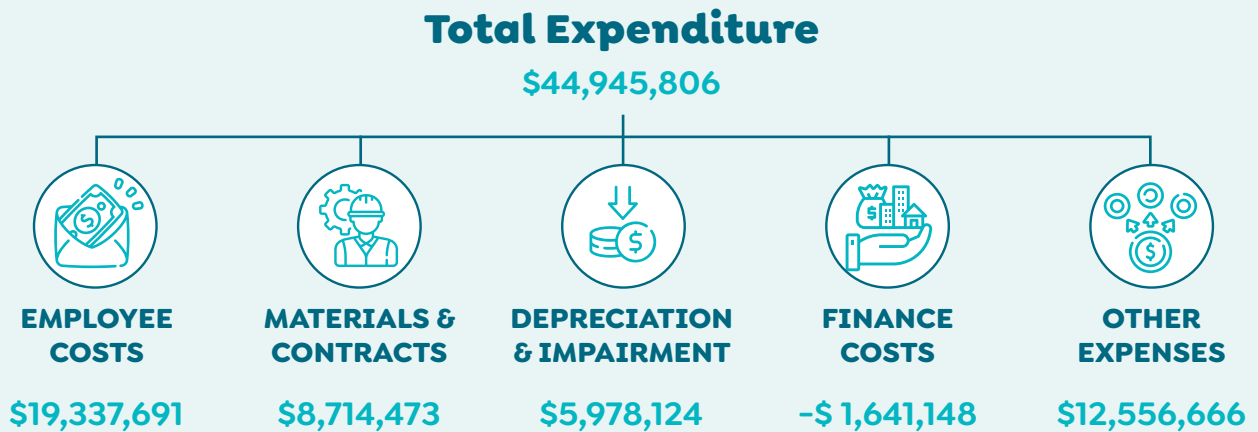 Total Expenditure
$44,945,806
EMPLOYEE
COSTS
$19,337,691
MATERIALS &
CONTRACTS
$8,714,473
DEPRECIATION
& IMPAIRMENT
$5,978,124
FINANCE
COSTS
-$ 1,641,148
OTHER
EXPENSES
$12,556,666